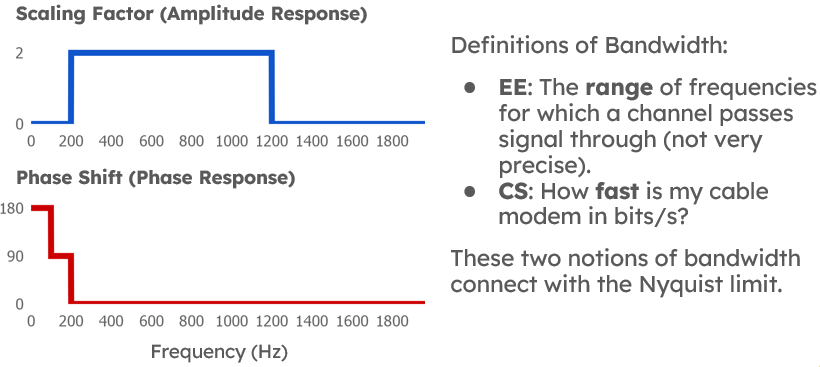 Scaling Factor (Amplitude Response)
2
0
0 200 400 600 800 1000 1200 1400 1600 1800
Phase Shift (Phase Response)
180
90
0
0 200 400 600 800 1000 1200 1400 1600 1800
Frequency (Hz)
Definitions of Bandwidth:
● EE: The range of frequencies
for which a channel passes
signal through (not very
precise).
● CS: How fast is my cable
modem in bits/s?
These two notions of bandwidth
connect with the Nyquist limit.